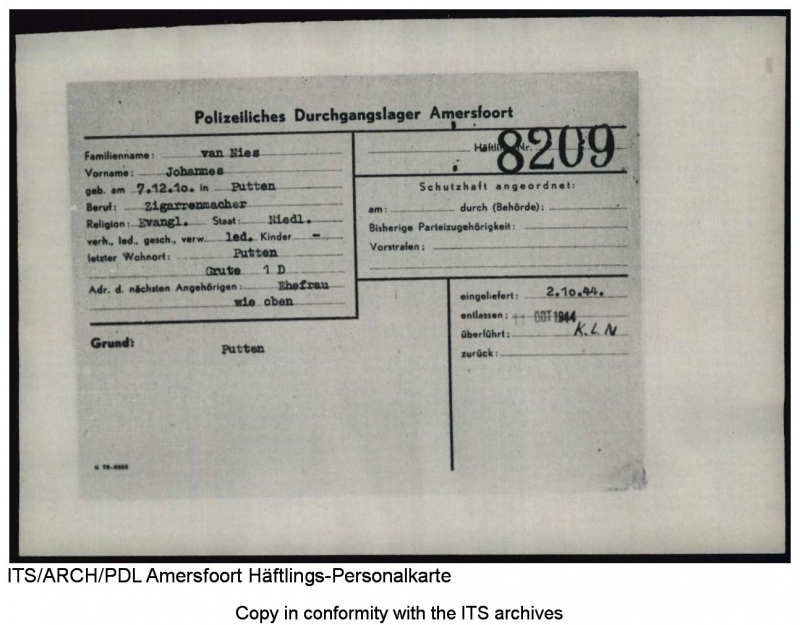 Polizeiliches Durchgangslager Amersfoort
Familienname: van Nies
Vorname: Johannes
geb. am 7.12.10. in Putten
Beruf: Zigarrenmacher
Religion: Evangl. Staat: Niedl.
verh., led., gesch., verw. led. Kinder –
letzter Wohnort: Putten
Grute 1 D
Adr. d. nächsten Angehörigen: Ehefrau
wie oben
Häftl. Nr. 8209
Schutzhaft angeordnet:
am: durch (Behörde):
Bisherige Parteizugehörigkeit:
Vorstrafen:
Grund: Putten
eingeliefert: 2.10.44.
entlassen: OCT 1944
überführt: K.L.N
zurück:
ITS/ARCH/PDL Amersfoort Häftlings-Personalkarte
Copy in conformity with the ITS archives